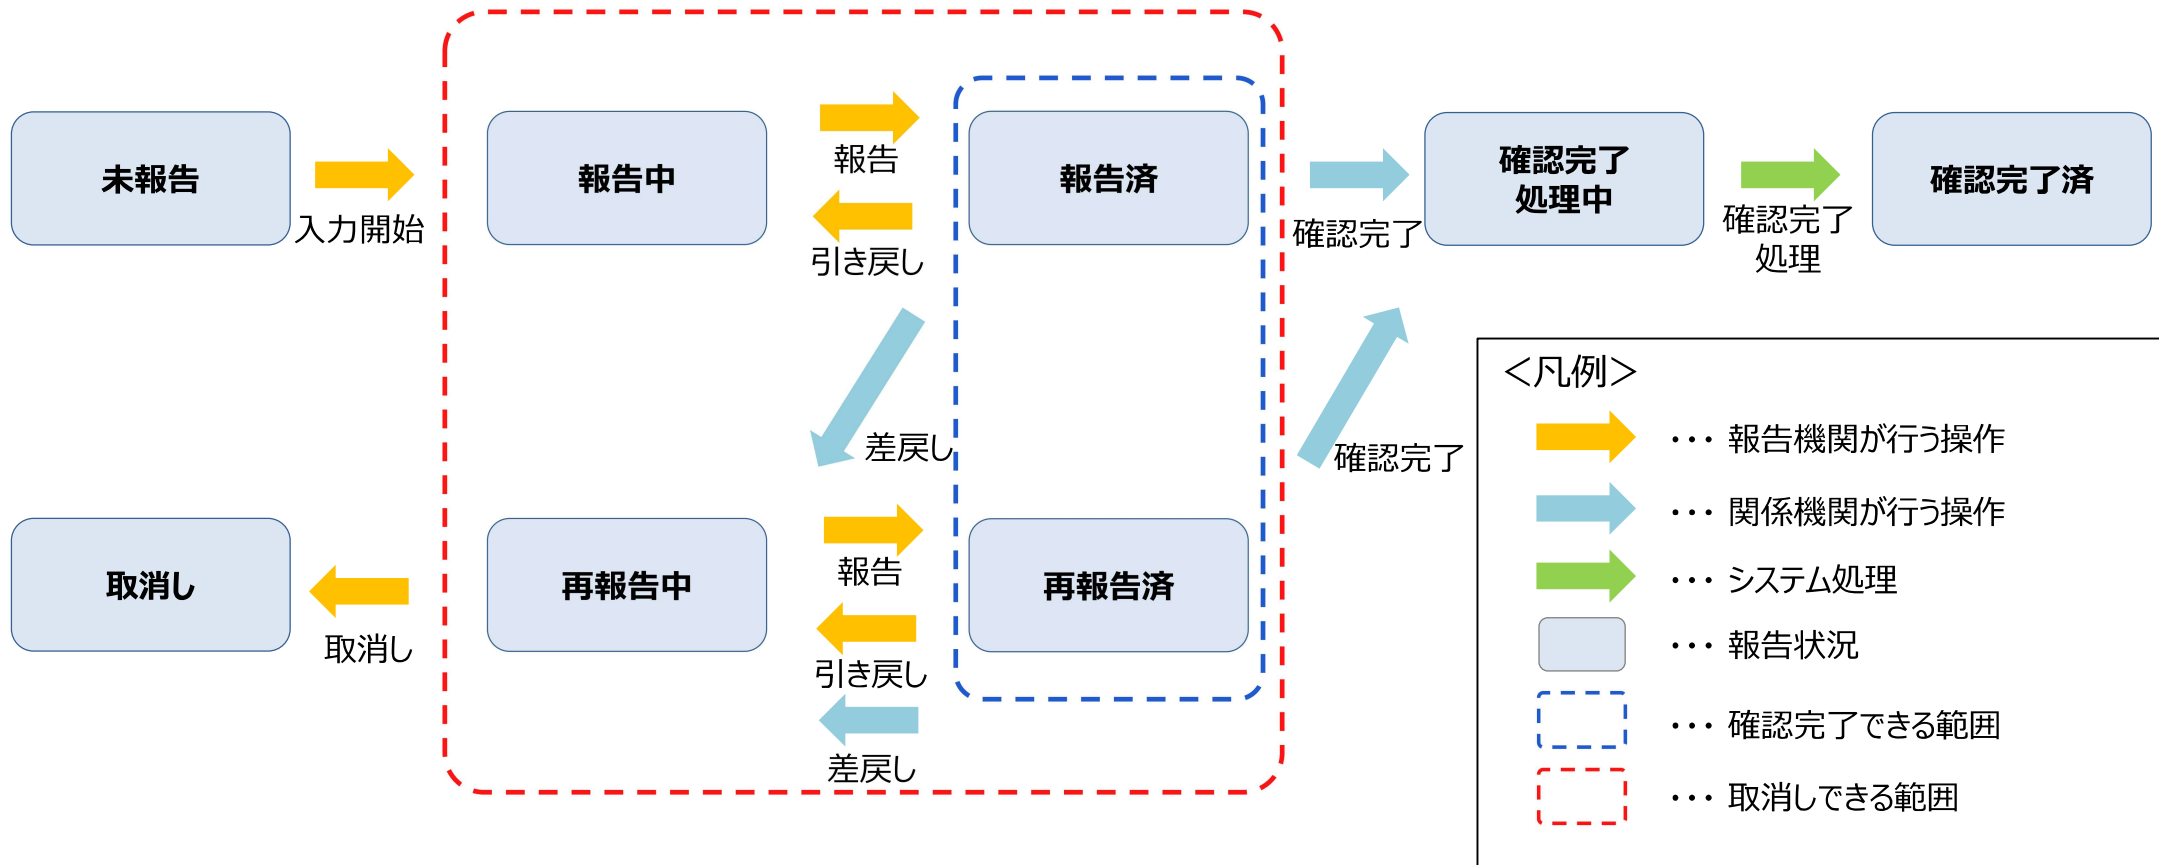 未報告
入力開始
報告中
報告
引き戻し
報告済
確認完了
確認完了
処理中
確認完了
処理
確認完了済
差戻し
確認完了
取消し
取消し
再報告中
報告
引き戻し
差戻し
再報告済
＜凡例＞
･･･ 報告機関が行う操作
･･･ 関係機関が行う操作
･･･ システム処理
･･･ 報告状況
･･･ 確認完了できる範囲
･･･ 取消しできる範囲